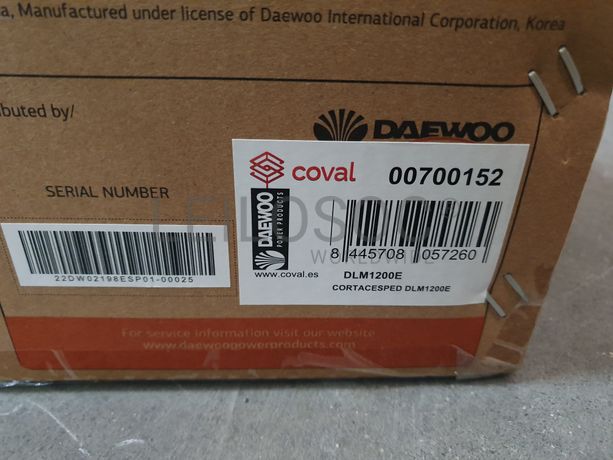 a, Manufactured under license of Daewoo International Corporation, Korea
buted by/
DAEWOO
SERIAL NUMBER
22DW02198ESP01-00025
coval
00700152
DAEWOO
POWER PRODUCTS
8 445708 057260
www.coval.es
DLM1200E
CORTACESPED DLM1200E
LEILOSOC
WORLDWIDE
For service information visit our website
www.daewoopowerproducts.com